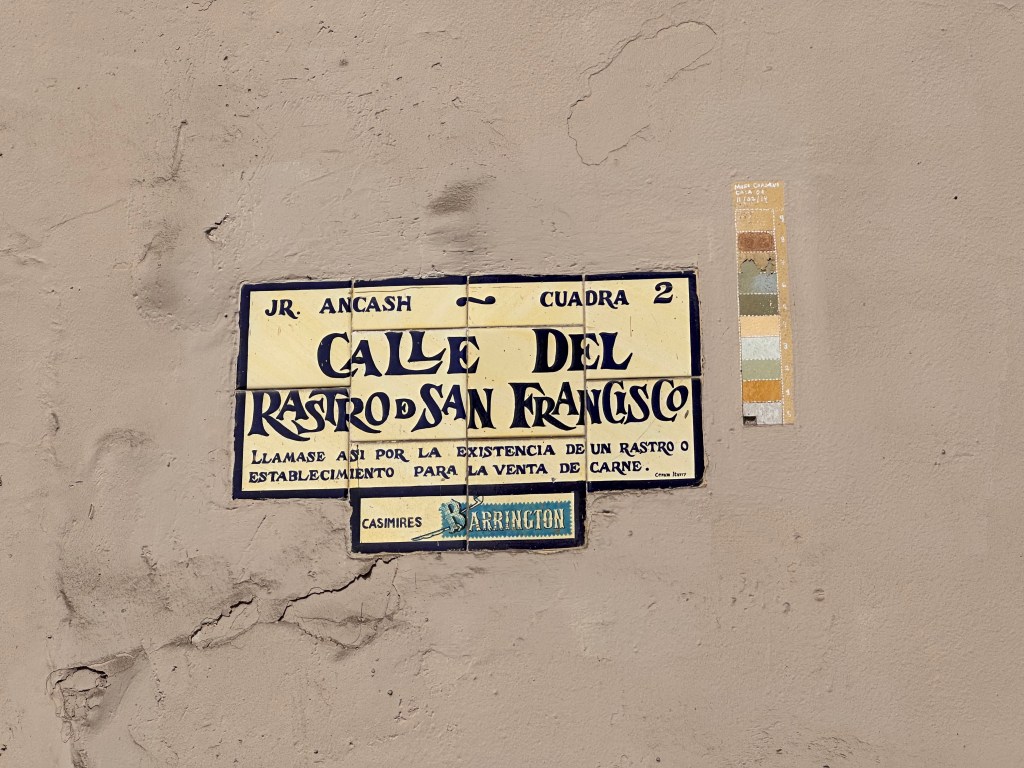 JR. ANCASH ~ CUADRA 2
CALLE DEL
RASTRO D SAN FRANCISCO
LLAMASE ASI POR LA EXISTENCIA DE UN RASTRO O
ESTABLECIMIENTO PARA LA VENTA DE CARNE.
CASIMIRES BARRINGTON